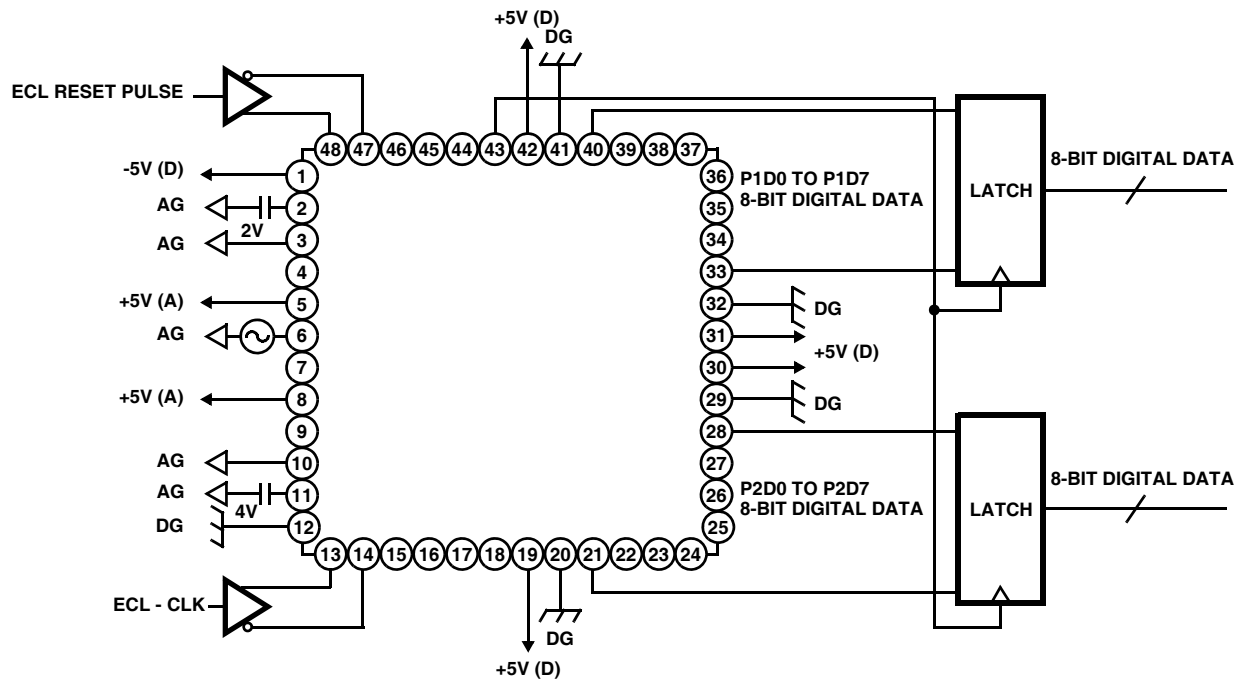 +5V (D)
DG
ECL RESET PULSE
48 47 46 45 44 43 42 41 40 39 38 37
-5V (D)
1
AG
2
2V
AG
3
4
+5V (A)
5
AG
6
7
+5V (A)
8
9
AG
10
AG
11
4V
DG
12
13 14 15 16 17 18 19 20 21 22 23 24
ECL - CLK
DG
+5V (D)
36
P1D0 TO P1D7
8-BIT DIGITAL DATA
35
34
33
32
DG
31
+5V (D)
30
29
DG
28
27
26
P2D0 TO P2D7
8-BIT DIGITAL DATA
25
LATCH
8-BIT DIGITAL DATA
LATCH
8-BIT DIGITAL DATA